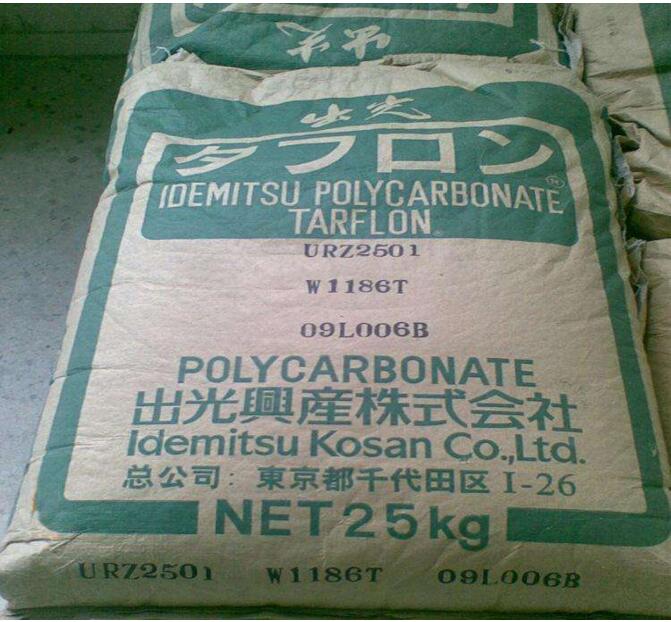 出光
出光
タフロン
IDEMITSU POLYCARBONATE
TARFLON
URZ2501
W1186T
09L006B
POLYCARBONATE
出光興産株式会社
Idemitsu Kosan Co.,Ltd.
总公司: 東京都千代田区 I-26
NET 25kg
URZ2501 W1186T 09L006B